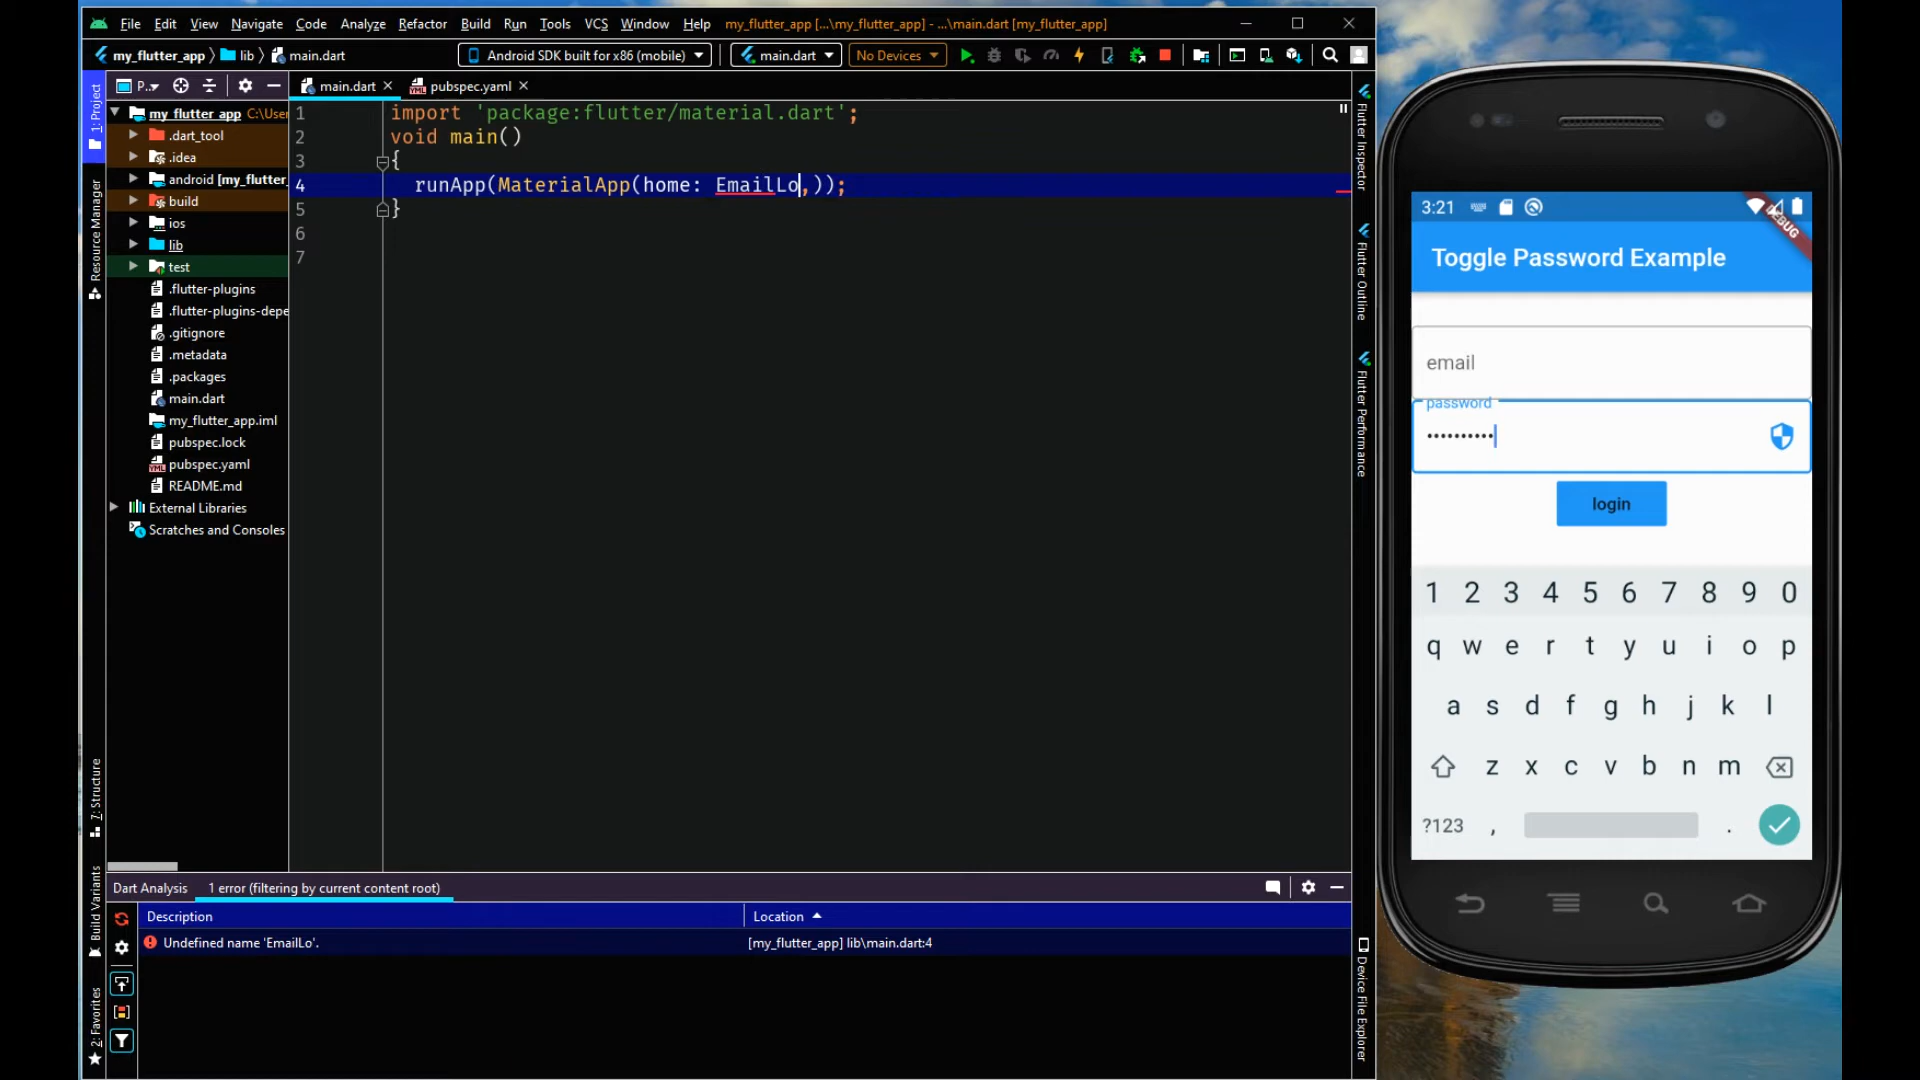 File Edit View Navigate Code Analyze Refactor Build Run Tools VCS Window Help my_flutter_app [...\my_flutter_app] - ...\main.dart [my_flutter_app]
my_flutter_app lib main.dart Android SDK built for x86 (mobile) main.dart No Devices
1: Project
Resource Manager
7: Structure
Build Variants
2: Favorites
P..
my_flutter_app C:\User
.dart_tool
.idea
android [my_flutter_
build
ios
lib
test
.flutter-plugins
.flutter-plugins-depe
.gitignore
.metadata
.packages
main.dart
my_flutter_app.iml
pubspec.lock
pubspec.yaml
README.md
External Libraries
Scratches and Consoles
main.dart pubspec.yaml
1 import 'package:flutter/material.dart';
2 void main()
3 {
4 runApp(MaterialApp(home: EmailLo,));
5 }
6
7
Flutter Inspector
Flutter Outline
Flutter Performance
Device File Explorer
Dart Analysis 1 error (filtering by current content root)
Description Location
Undefined name 'EmailLo'. [my_flutter_app] lib\main.dart:4
3:21
DEBUG
Toggle Password Example
email
password
login
1 2 3 4 5 6 7 8 9 0
q w e r t y u i o p
a s d f g h j k l
z x c v b n m
?123 , .